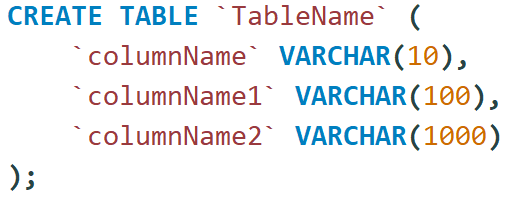 CREATE TABLE `TableName` (
    `columnName` VARCHAR(10),
    `columnName1` VARCHAR(100),
    `columnName2` VARCHAR(1000)
);